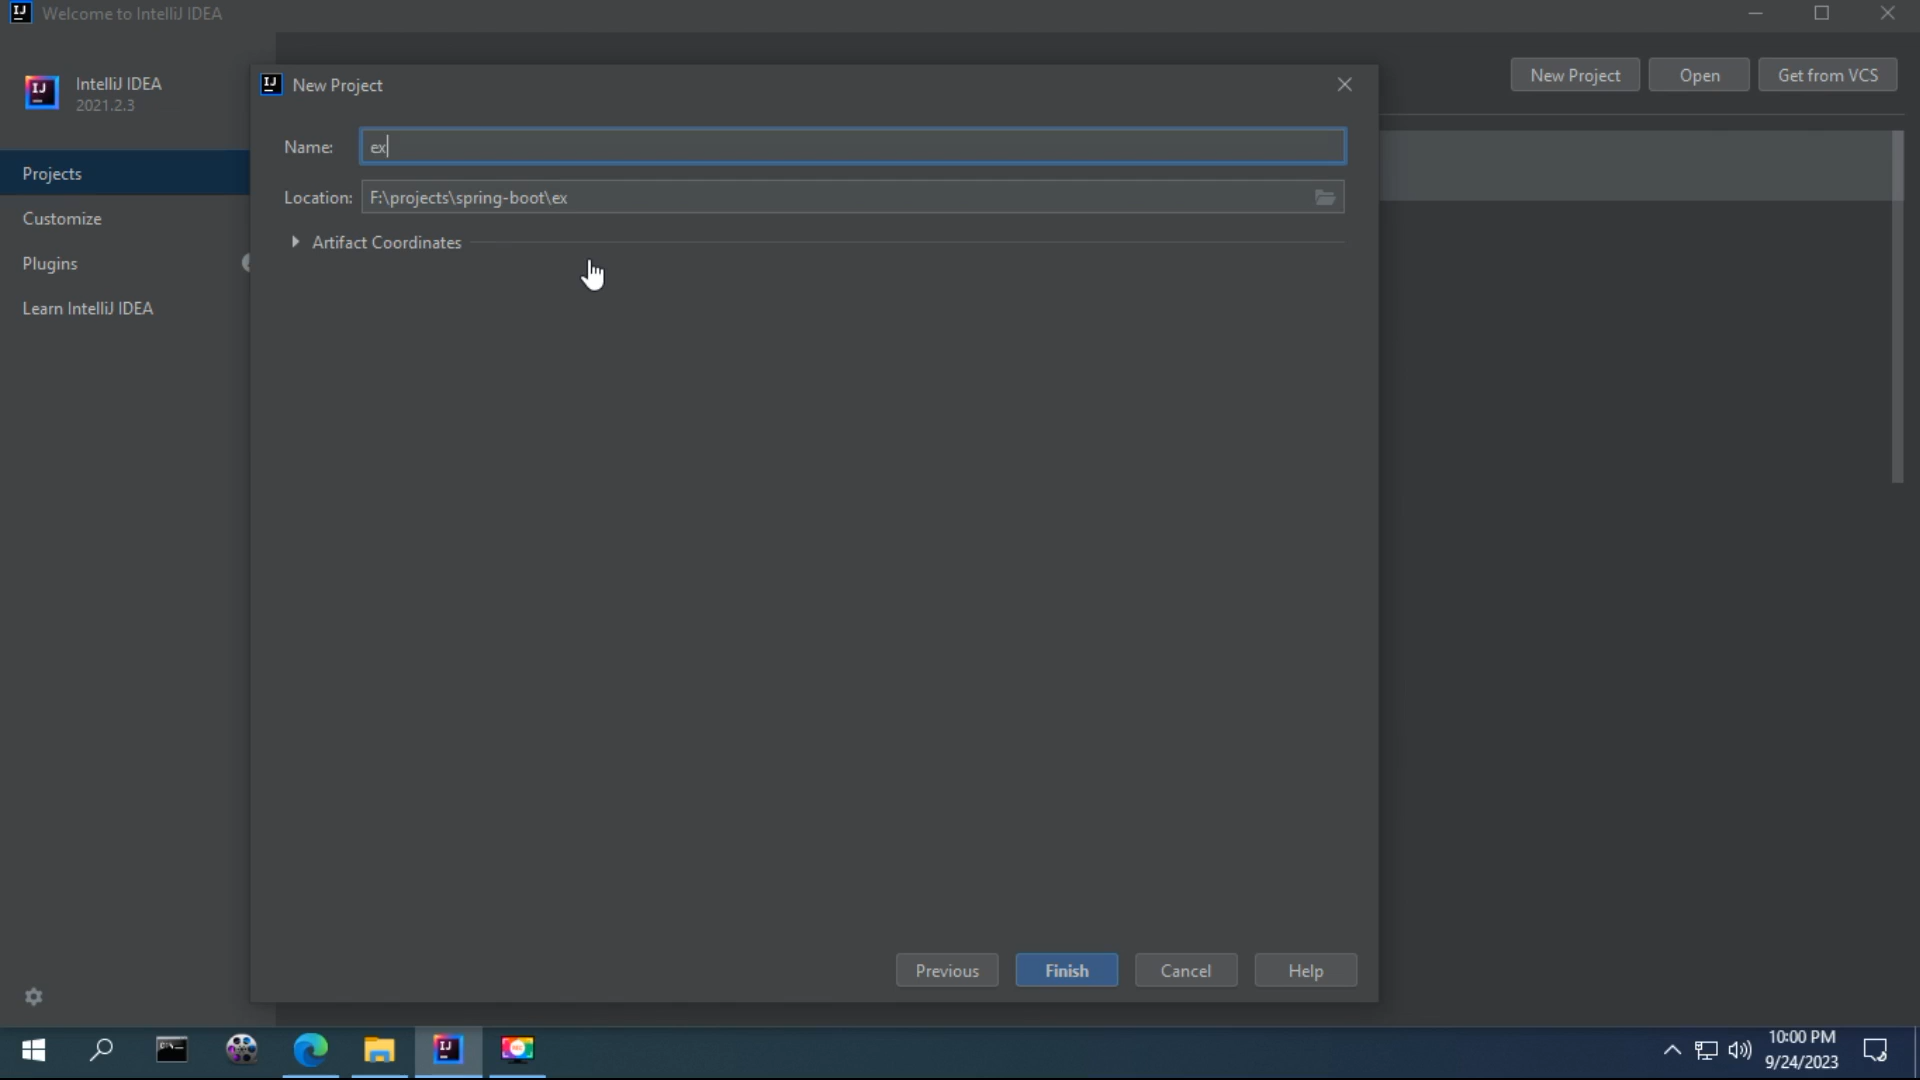 Welcome to IntelliJ IDEA
IntelliJ IDEA
2021.2.3
New Project
Open
Get from VCS
New Project
Name:
ex
Location:
F:\projects\spring-boot\ex
Artifact Coordinates
Projects
Customize
Plugins
Learn IntelliJ IDEA
Previous
Finish
Cancel
Help
10:00 PM
9/24/2023